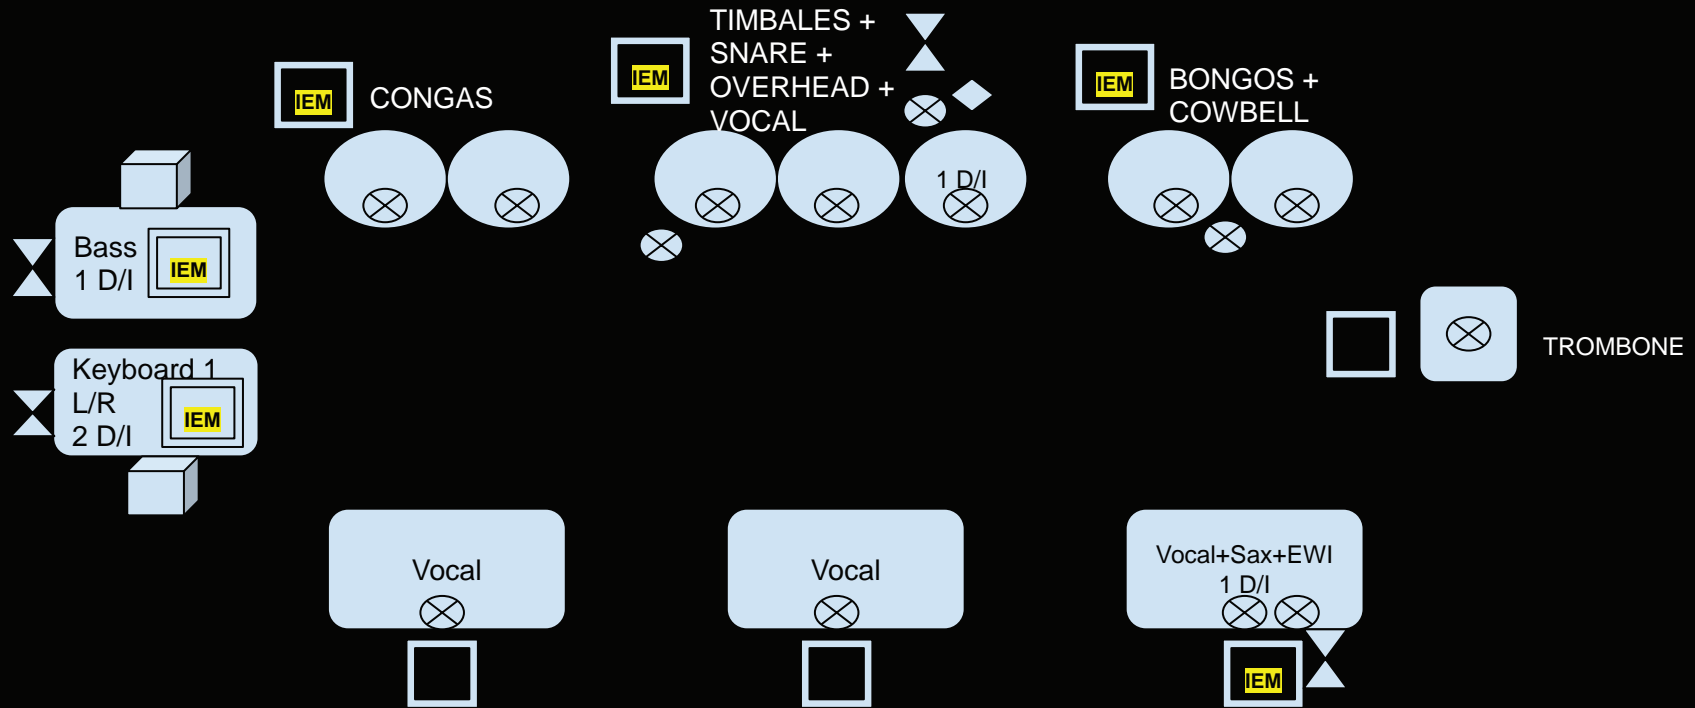 IEM
CONGAS
IEM
TIMBALES +
SNARE +
OVERHEAD +
VOCAL
IEM
BONGOS +
COWBELL
1 D/I
Bass
1 D/I
IEM
TROMBONE
Keyboard 1
L/R
2 D/I
IEM
Vocal
Vocal
Vocal+Sax+EWI
1 D/I
IEM